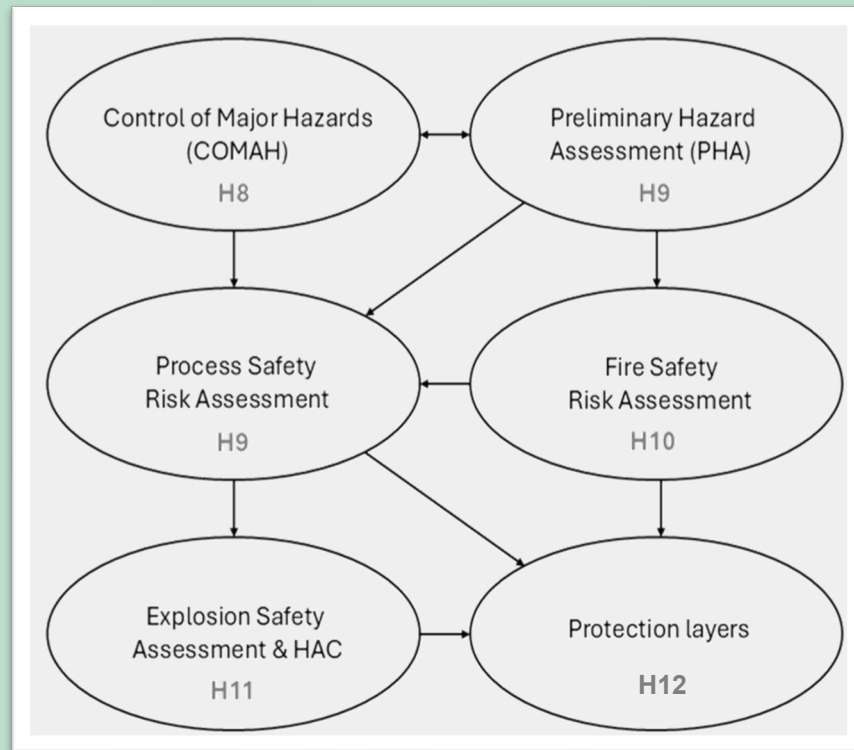 Control of Major Hazards
(COMAH)
H8
Preliminary Hazard
Assessment (PHA)
H9
Process Safety
Risk Assessment
H9
Fire Safety
Risk Assessment
H10
Explosion Safety
Assessment & HAC
H11
Protection layers
H12